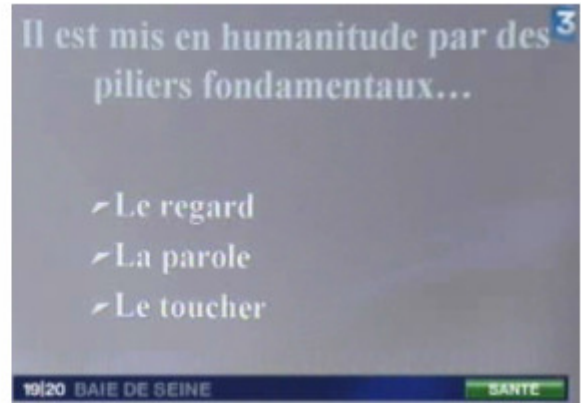 Il est mis en humanitude par des
piliers fondamentaux...
3
Le regard
La parole
Le toucher
19|20 BAIE DE SEINE
SANTÉ